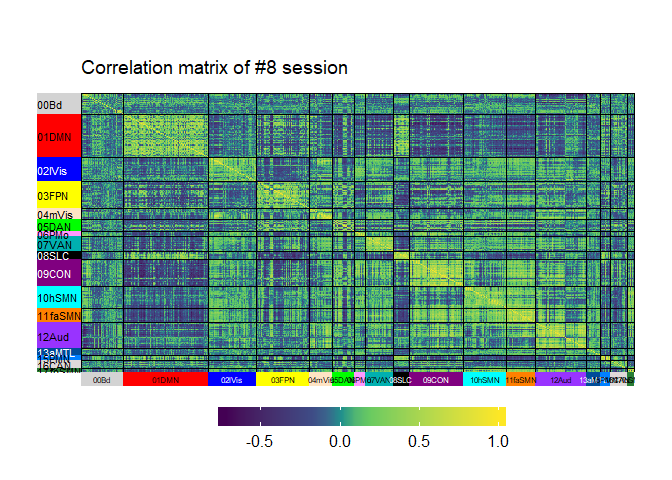 Correlation matrix of #8 session
00Bd
01DMN
02lVis
03FPN
04mVis
05DAN
07VAN
08SLC
09CON
10hSMN
11faSMN
12Aud
13aMTL
00Bd 01DMN 02lVis 03FPN 04mVis 07VAN 08SLC 09CON 10hSMN 11faSMN 12Aud
-0.5 0.0 0.5 1.0